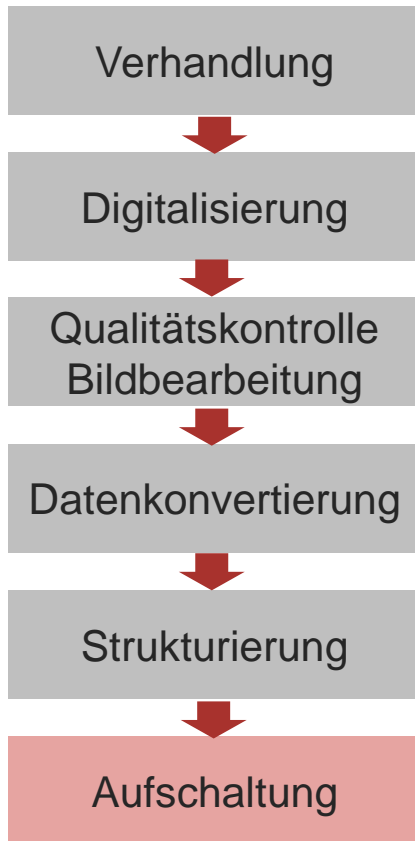 Verhandlung
Digitalisierung
Qualitätskontrolle
Bildbearbeitung
Datenkonvertierung
Strukturierung
Aufschaltung